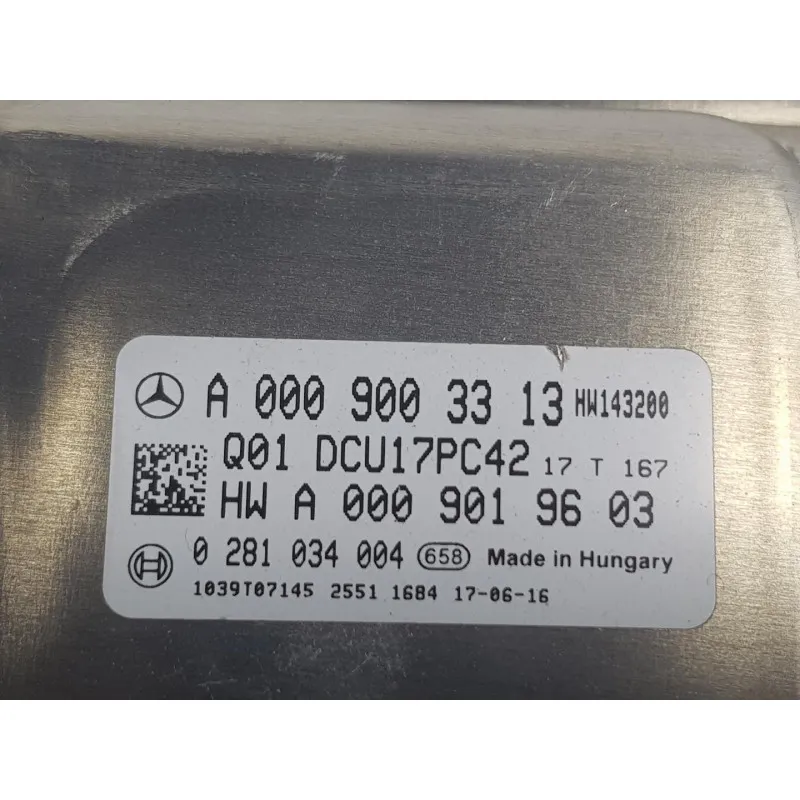 A 000 900 33 13 HW143200
Q01 DCU17PC42 17 T 167
HW A 000 901 96 03
0 281 034 004 658 Made in Hungary
1039T07145 2551 1684 17-06-16